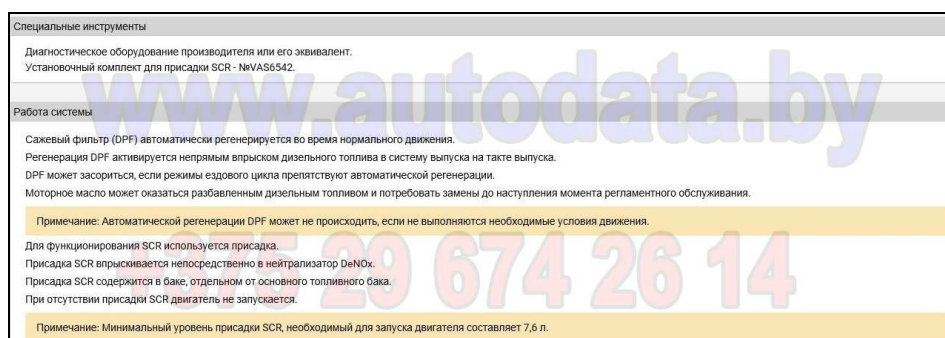 Специальные инструменты
Диагностическое оборудование производителя или его эквивалент.
Установочный комплект для присадки SCR - №VAS6542.
www.autodata.by
Работа системы
Сажевый фильтр (DPF) автоматически регенерируется во время нормального движения.
Регенерация DPF активируется непрямым впрыском дизельного топлива в систему выпуска на такте выпуска.
DPF может засориться, если режимы ездового цикла препятствуют автоматической регенерации.
Моторное масло может оказаться разбавленным дизельным топливом и потребовать замены до наступления момента регламентного обслуживания.
Примечание: Автоматической регенерации DPF может не происходить, если не выполняются необходимые условия движения.
Для функционирования SCR используется присадка.
Присадка SCR впрыскивается непосредственно в нейтрализатор DeNOx.
+375 29 674 26 14
Присадка SCR содержится в баке, отдельном от основного топливного бака.
При отсутствии присадки SCR двигатель не запускается.
Примечание: Минимальный уровень присадки SCR, необходимый для запуска двигателя составляет 7,6 л.